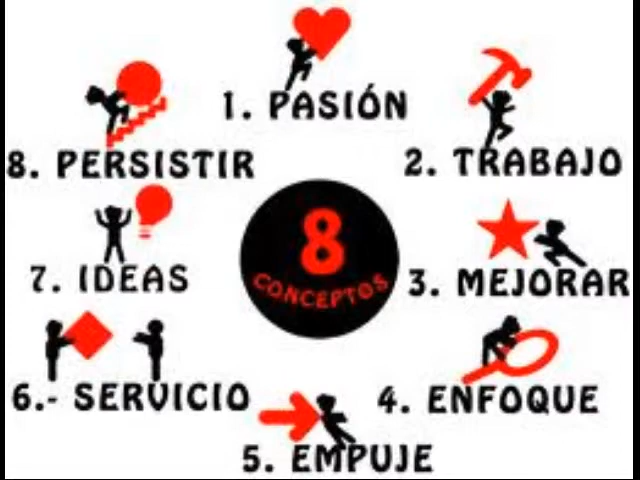 1. PASIÓN
2. TRABAJO
3. MEJORAR
4. ENFOQUE
5. EMPUJE
6.- SERVICIO
7. IDEAS
8. PERSISTIR
8
CONCEPTOS